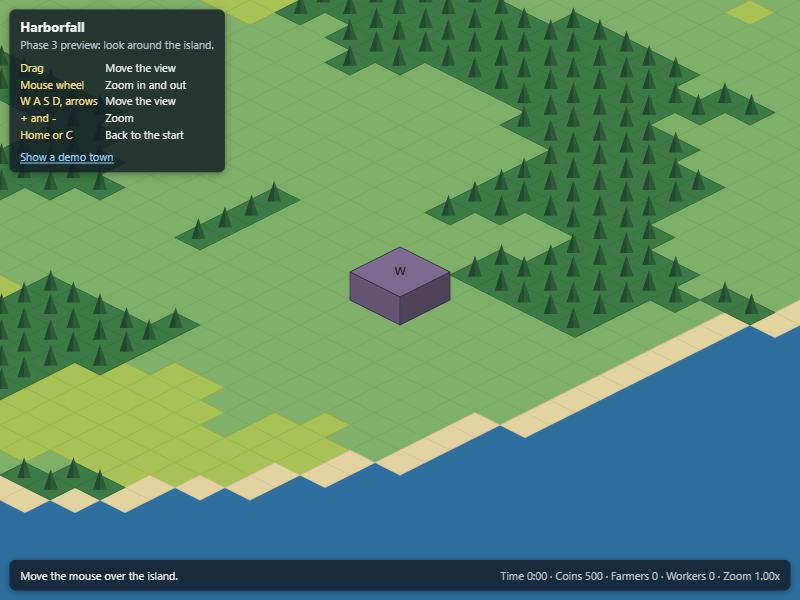 Harborfall
Phase 3 preview: look around the island.
Drag Move the view
Mouse wheel Zoom in and out
W A S D, arrows Move the view
+ and - Zoom
Home or C Back to the start
Show a demo town
W
Move the mouse over the island. Time 0:00 · Coins 500 · Farmers 0 · Workers 0 · Zoom 1.00x